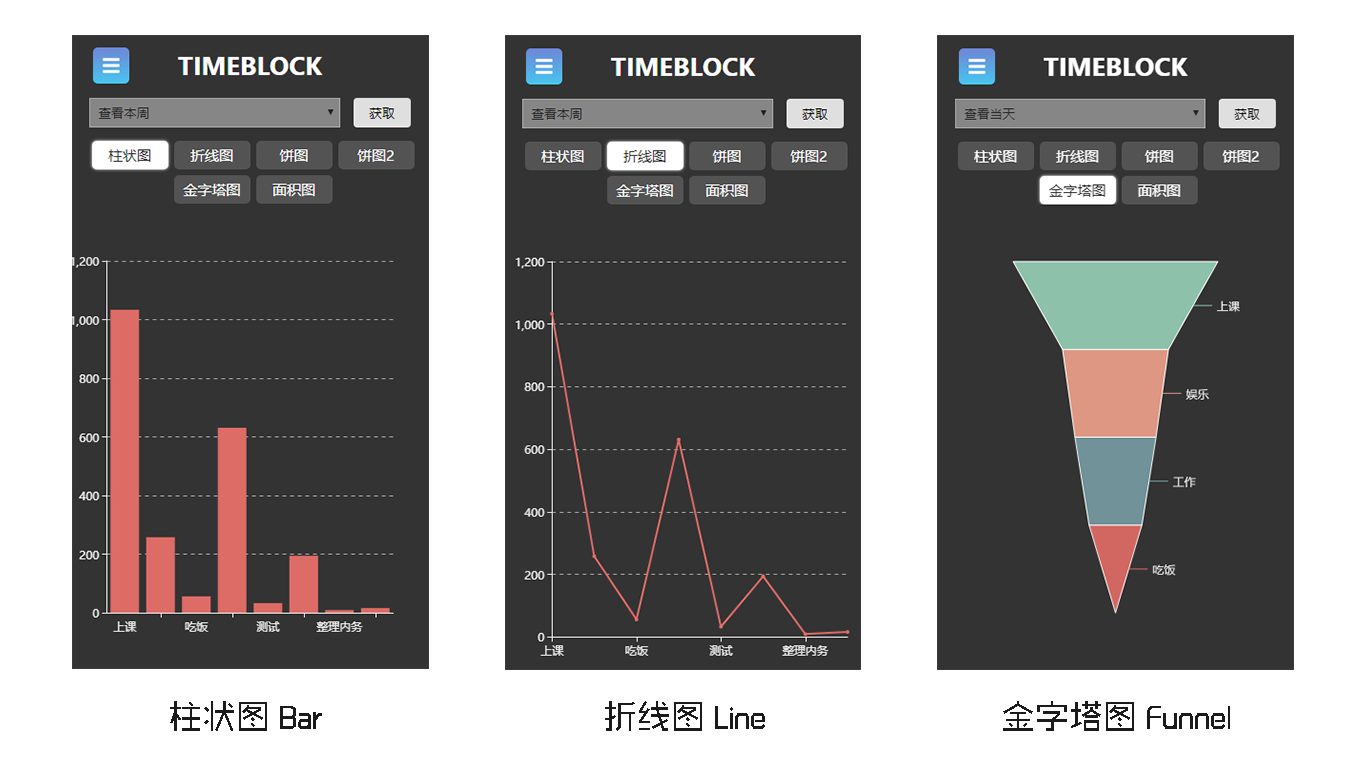 TIMEBLOCK
查看本周 ▼ 获取
柱状图 折线图 饼图 饼图2
金字塔图 面积图
1,200
1,000
800
600
400
200
0
上课 吃饭 测试 整理内务
柱状图 Bar
TIMEBLOCK
查看本周 ▼ 获取
柱状图 折线图 饼图 饼图2
金字塔图 面积图
1,200
1,000
800
600
400
200
0
上课 吃饭 测试 整理内务
折线图 Line
TIMEBLOCK
查看当天 ▼ 获取
柱状图 折线图 饼图 饼图2
金字塔图 面积图
上课
娱乐
工作
吃饭
金字塔图 Funnel